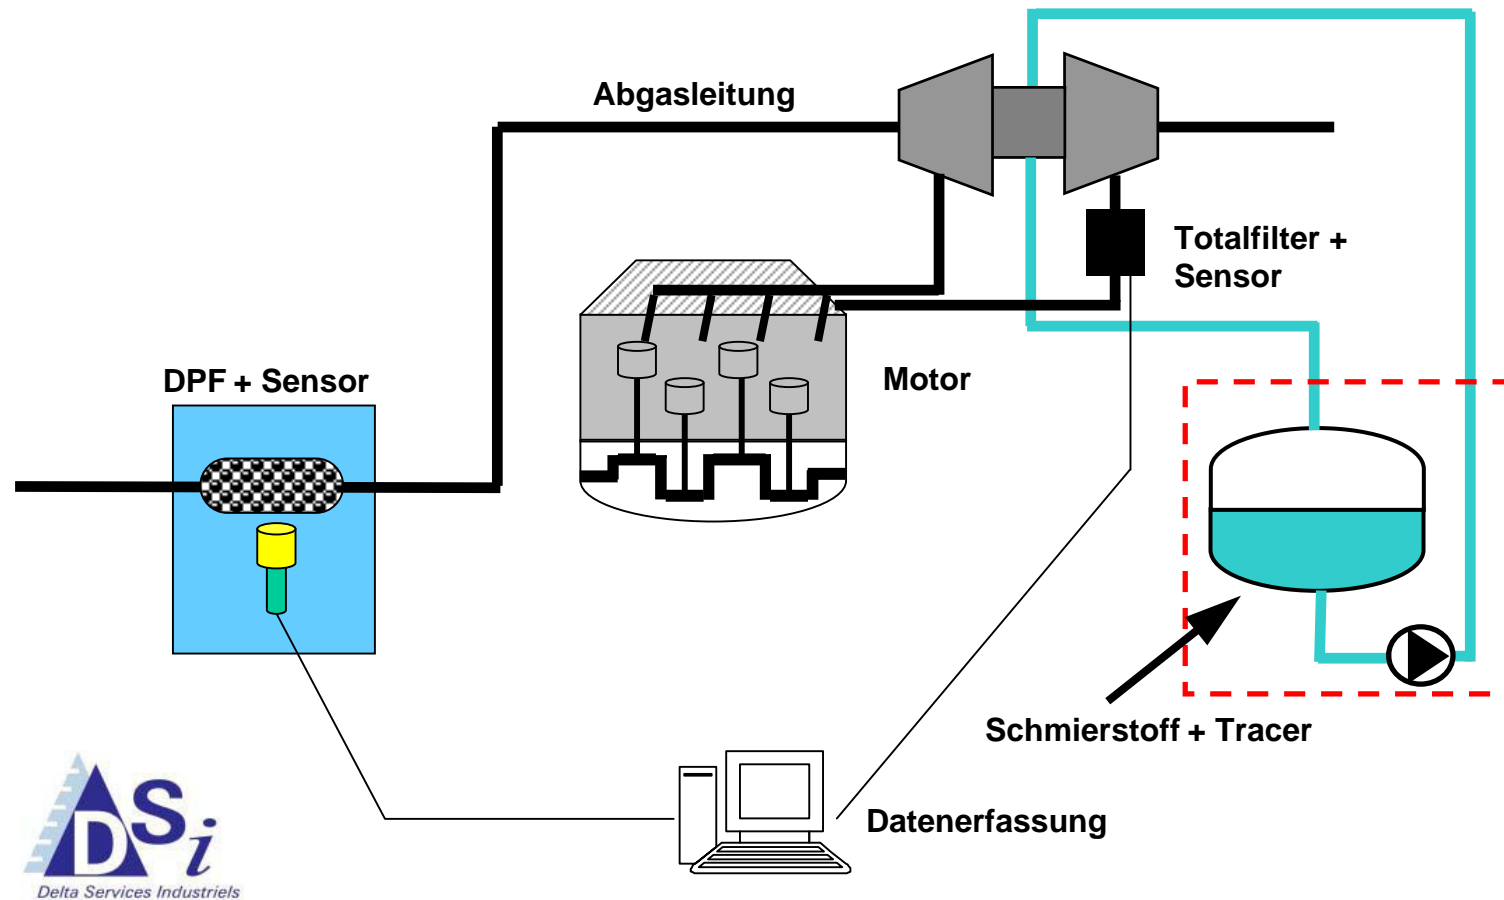 Abgasleitung
Totalfilter +
Sensor
DPF + Sensor
Motor
Schmierstoff + Tracer
Datenerfassung
DSi
Delta Services Industriels